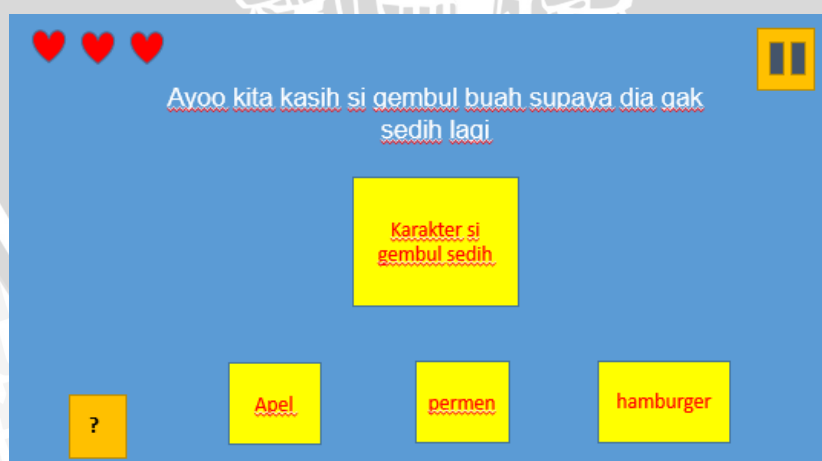 Ayoo kita kasih si gembul buah supaya dia gak
sedih lagi
Karakter si
gembul sedih
Apel
permen
hamburger
?